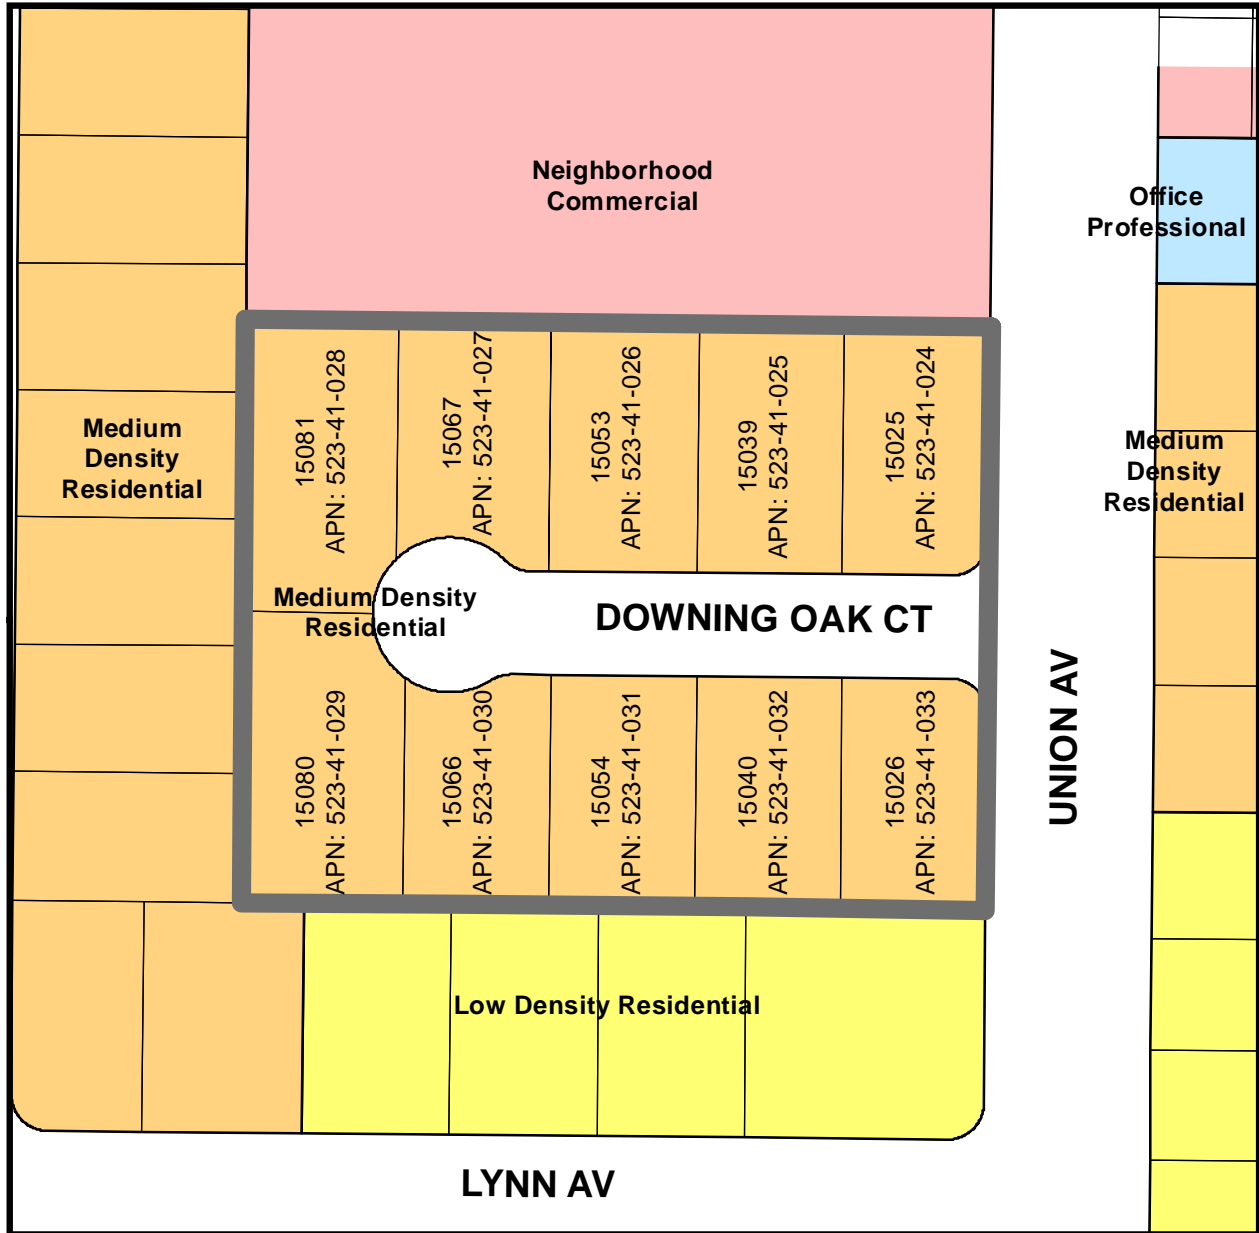 Neighborhood
Commercial
Office
Professional
15081
APN: 523-41-028
15067
APN: 523-41-027
15053
APN: 523-41-026
15039
APN: 523-41-025
15025
APN: 523-41-024
Medium
Density
Residential
Medium
Density
Residential
Medium Density
Residential
DOWNING OAK CT
UNION AV
15080
APN: 523-41-029
15066
APN: 523-41-030
15054
APN: 523-41-031
15040
APN: 523-41-032
15026
APN: 523-41-033
Low Density Residential
LYNN AV